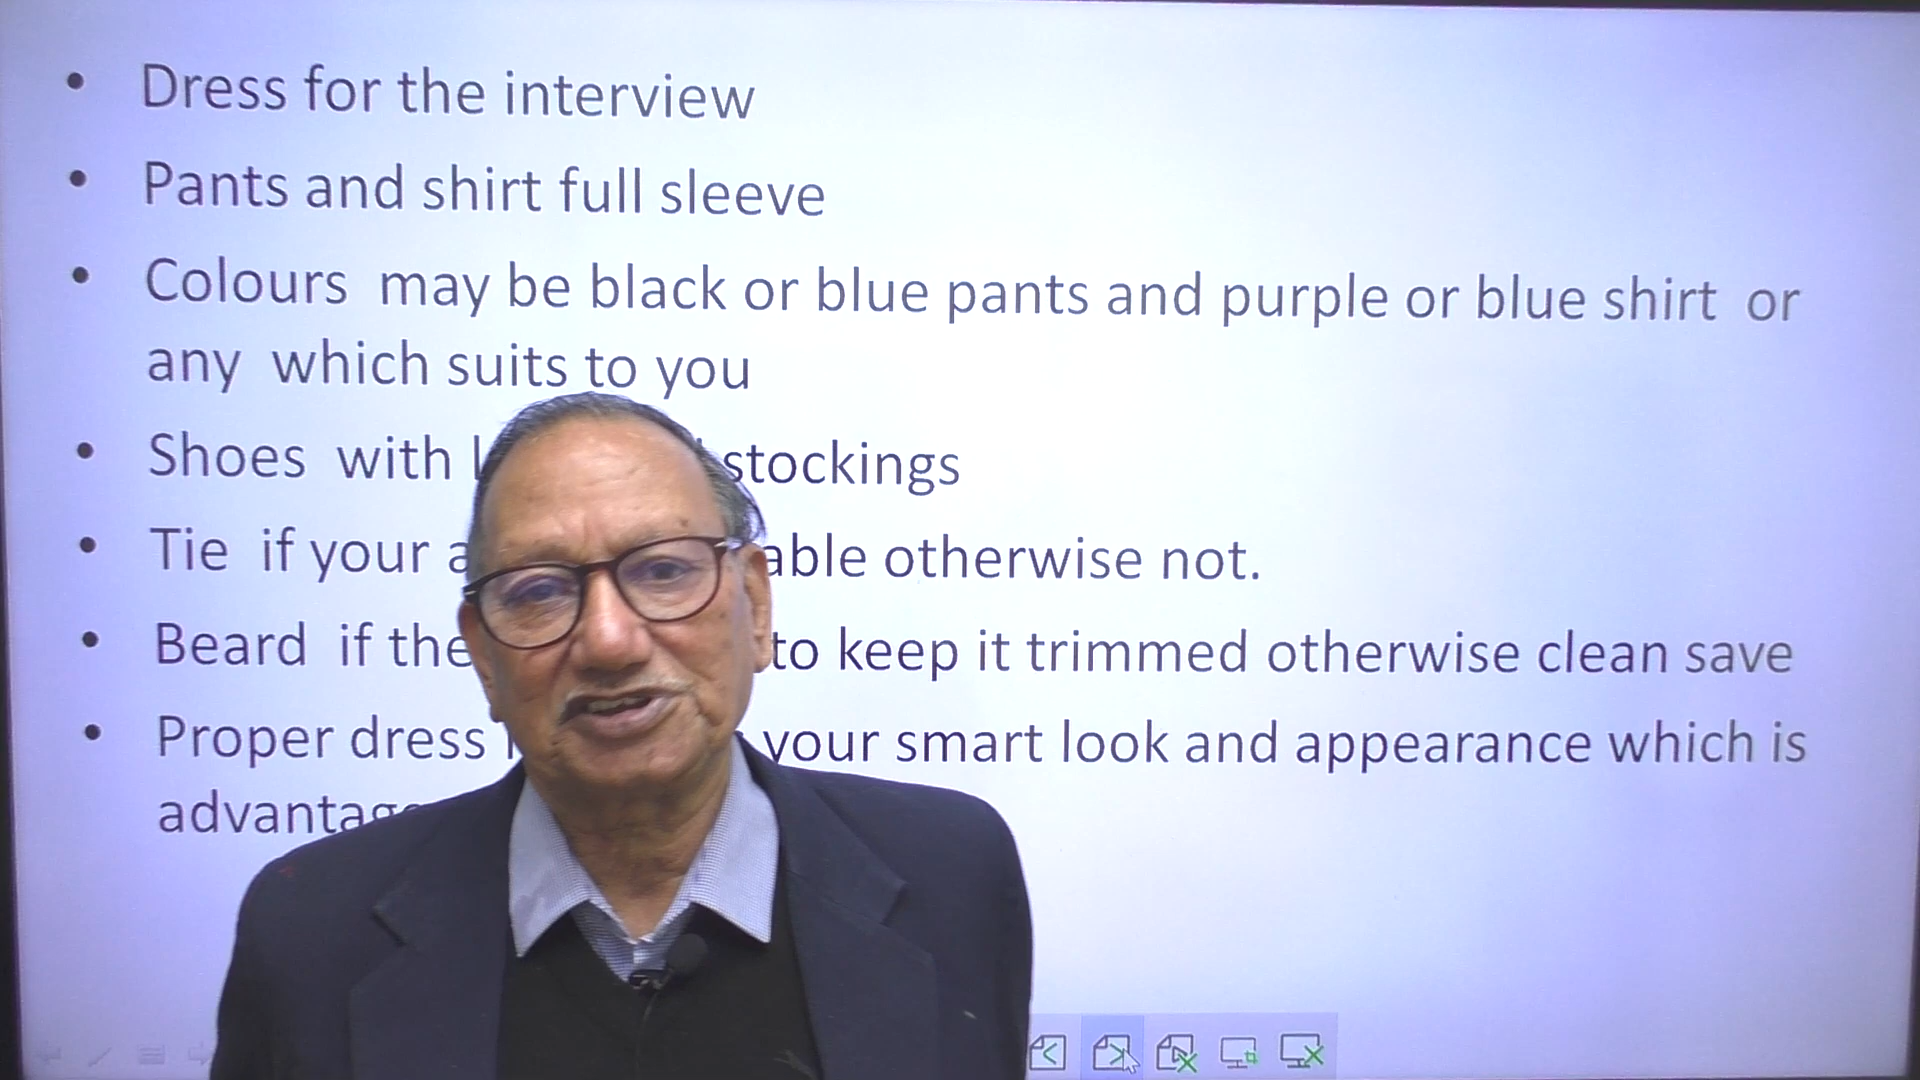 • Dress for the interview
• Pants and shirt full sleeve
• Colours may be black or blue pants and purple or blue shirt or
any which suits to you
• Shoes with stockings
• Tie if your otherwise not.
• Beard if to keep it trimmed otherwise clean save
• Proper dress your smart look and appearance which is